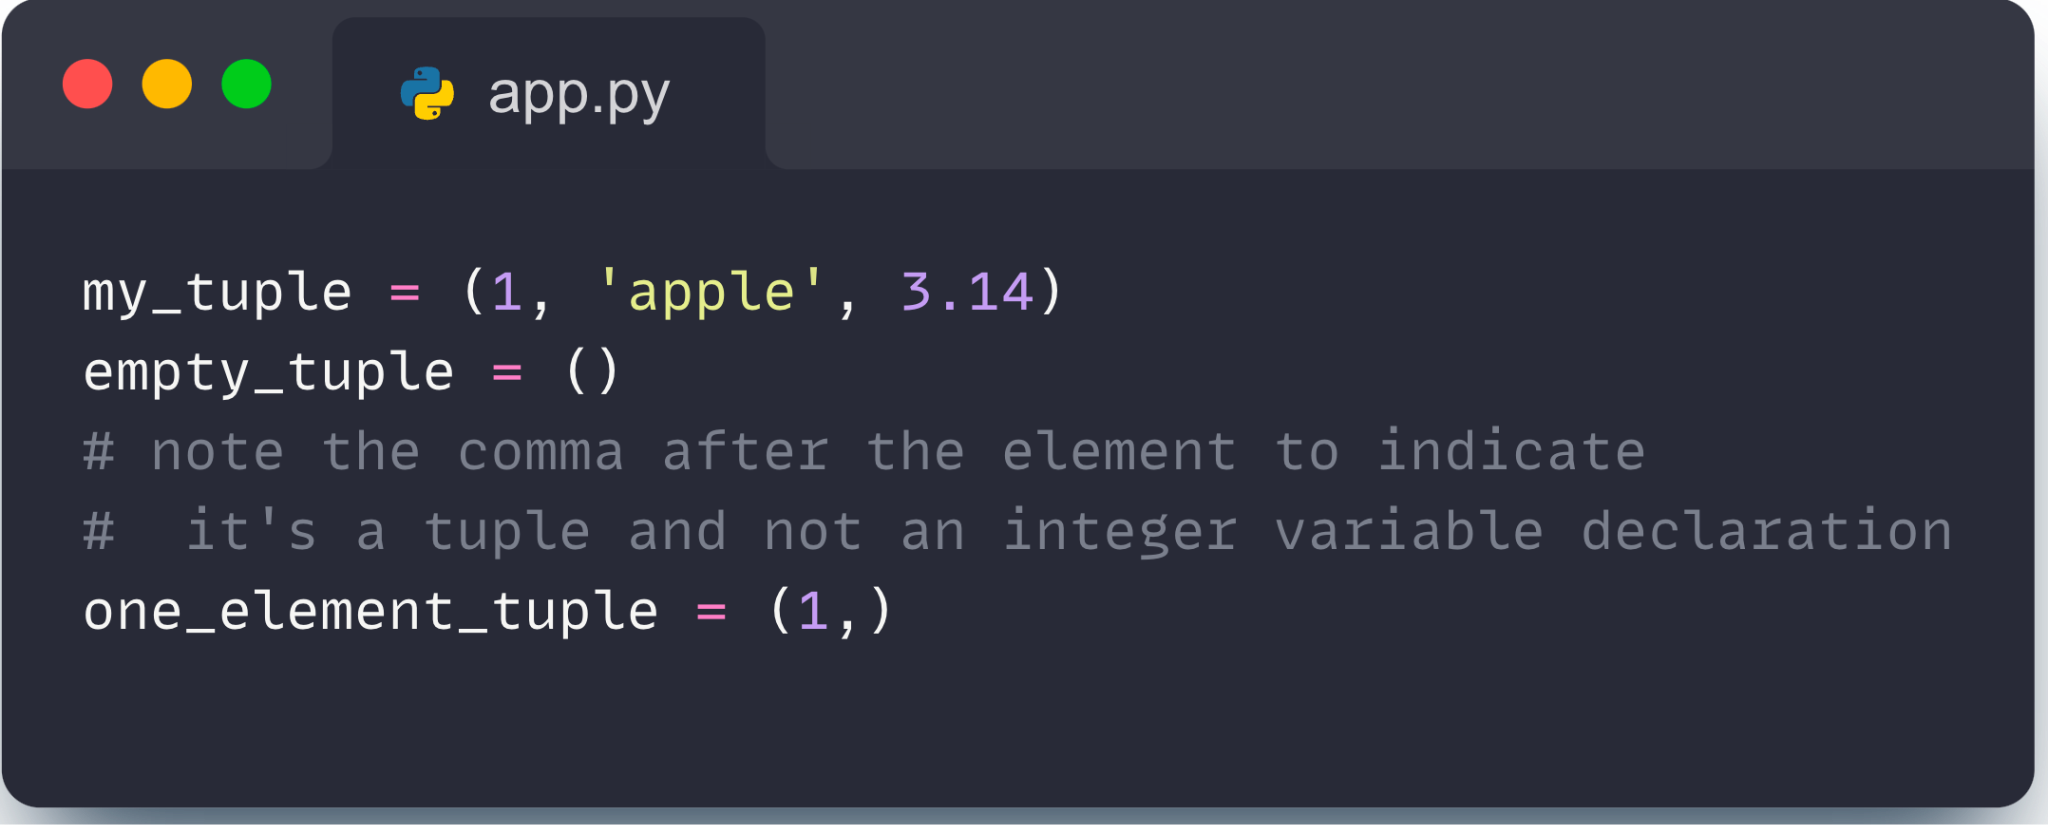 app.py
my_tuple = (1, 'apple', 3.14)
empty_tuple = ()
# note the comma after the element to indicate
#  it's a tuple and not an integer variable declaration
one_element_tuple = (1,)